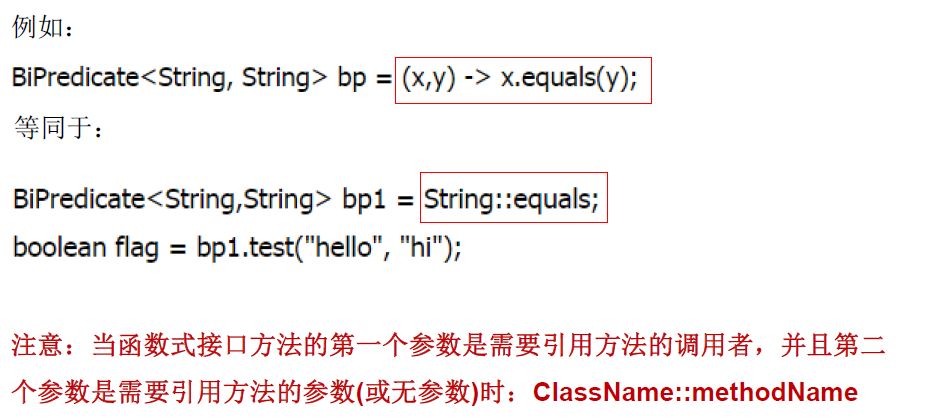 例如：
BiPredicate<String, String> bp = (x,y) -> x.equals(y);
等同于：
BiPredicate<String,String> bp1 = String::equals;
boolean flag = bp1.test("hello", "hi");
注意：当函数式接口方法的第一个参数是需要引用方法的调用者，并且第二
个参数是需要引用方法的参数(或无参数)时：ClassName::methodName